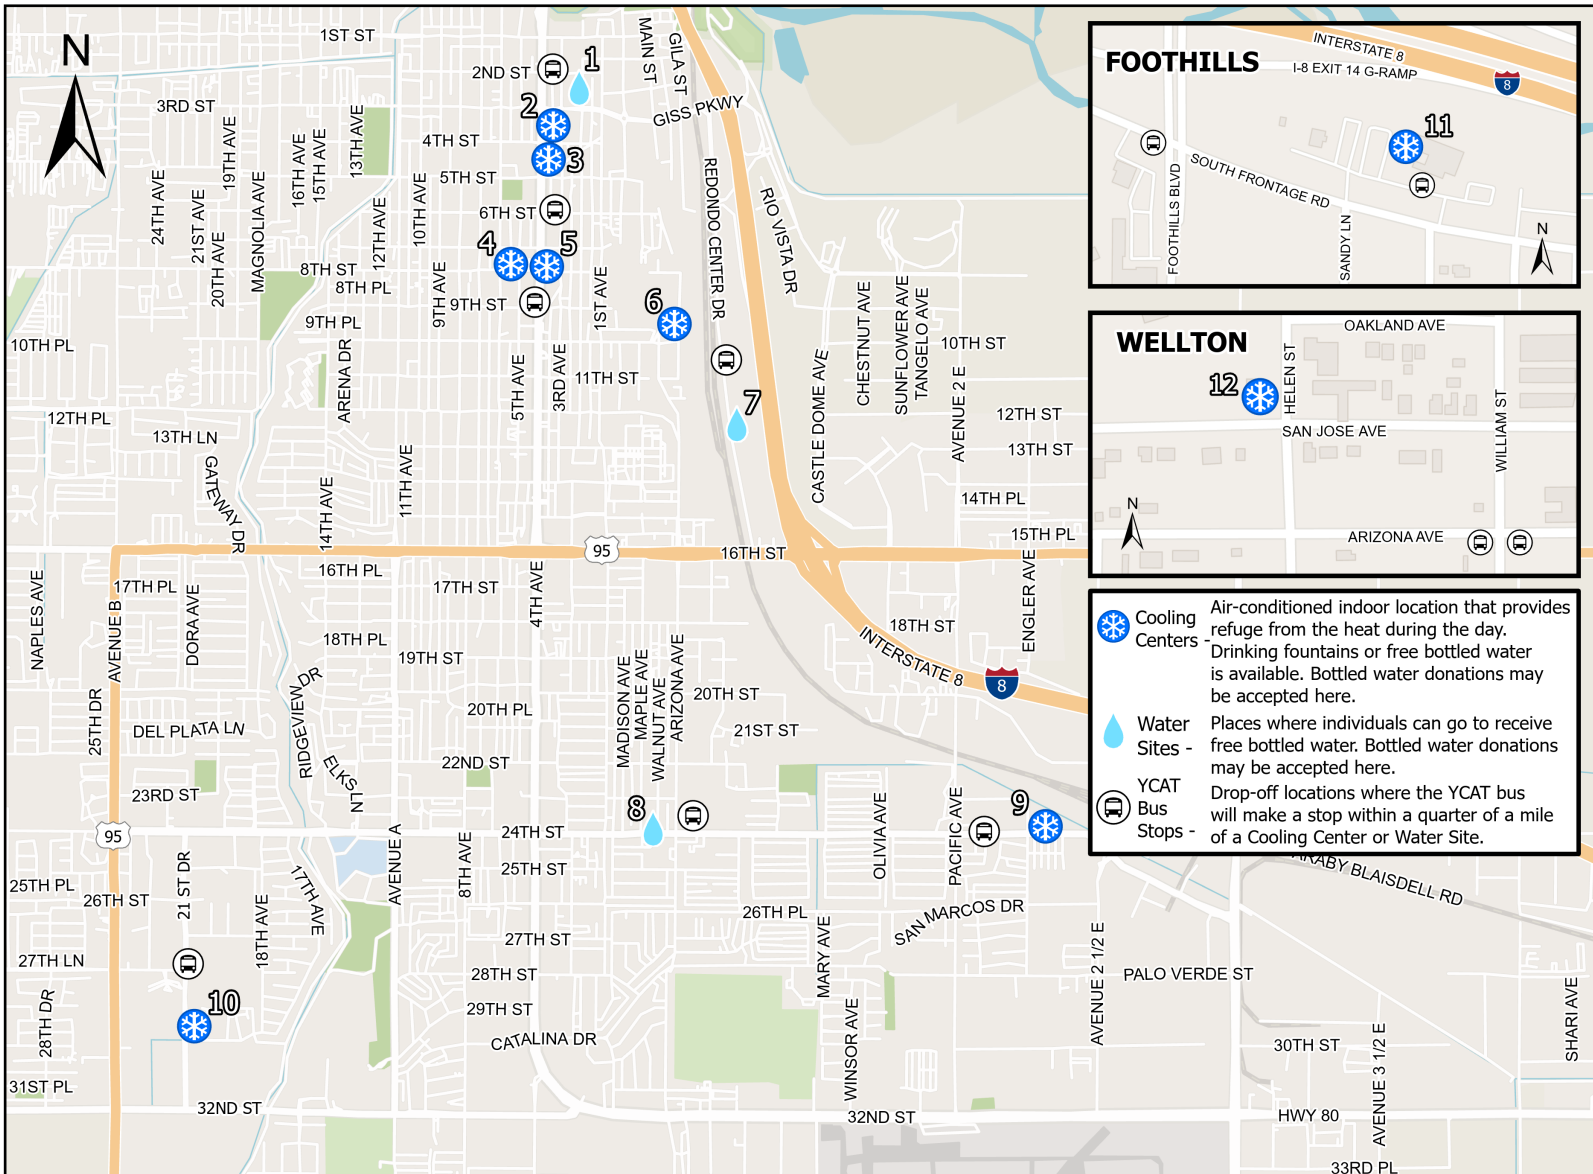 N
1ST ST
2ND ST
1
MAIN ST
GILA ST
GISS PKWY
3RD ST
2
4TH ST
3
5TH ST
6TH ST
4
5
24TH AVE
21ST AVE
19TH AVE
20TH AVE
MAGNOLIA AVE
16TH AVE
15TH AVE
13TH AVE
12TH AVE
10TH AVE
8TH ST
8TH PL
9TH ST
9TH AVE
1ST AVE
9TH PL
6
REDONDO CENTER DR
RIO VISTA DR
10TH PL
ARENA DR
5TH AVE
3RD AVE
11TH ST
7
CASTLE DOME AVE
CHESTNUT AVE
SUNFLOWER AVE
TANGELO AVE
10TH ST
AVENUE 2 E
12TH ST
13TH ST
14TH PL
15TH PL
12TH PL
13TH LN
GATEWAY DR
14TH AVE
11TH AVE
95
16TH ST
16TH PL
17TH ST
4TH AVE
ENGLER AVE
NAPLES AVE
17TH PL
AVENUE B
DORA AVE
18TH PL
19TH ST
18TH ST
INTERSTATE 8
8
MADISON AVE
MAPLE AVE
WALNUT AVE
ARIZONA AVE
20TH ST
20TH PL
21ST ST
25TH DR
DEL PLATA LN
RIDGEVIEW DR
ELKS LN
22ND ST
23RD ST
95
8
24TH ST
OLIVIA AVE
PACIFIC AVE
9
25TH PL
26TH ST
21 ST DR
17TH AVE
AVENUE A
8TH AVE
25TH ST
26TH PL
SAN MARCOS DR
ARABY BLAISDELL RD
18TH AVE
27TH ST
27TH LN
28TH ST
MARY AVE
AVENUE 2 1/2 E
PALO VERDE ST
10
28TH DR
29TH ST
CATALINA DR
WINSOR AVE
30TH ST
AVENUE 3 1/2 E
SHARI AVE
31ST PL
32ND ST
32ND ST
HWY 80
33RD PL
FOOTHILLS
INTERSTATE 8
I-8 EXIT 14 G-RAMP
8
11
FOOTHILLS BLVD
SOUTH FRONTAGE RD
SANDY LN
N
WELLTON
OAKLAND AVE
12
HELEN ST
SAN JOSE AVE
WILLIAM ST
N
ARIZONA AVE
Cooling
Centers -
Air-conditioned indoor location that provides
refuge from the heat during the day.
Drinking fountains or free bottled water
is available. Bottled water donations may
be accepted here.
Water
Sites -
Places where individuals can go to receive
free bottled water. Bottled water donations
may be accepted here.
YCAT
Bus
Stops -
Drop-off locations where the YCAT bus
will make a stop within a quarter of a mile
of a Cooling Center or Water Site.